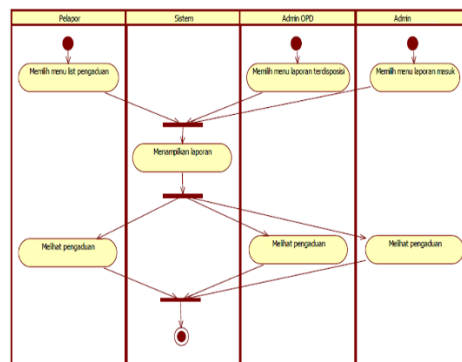 Pelapor
Sistem
Admin OPD
Admin
Memilih menu list pengaduan
Memilih menu laporan terdisposisi
Memilih menu laporan masuk
Menampilkan laporan
Melihat pengaduan
Melihat pengaduan
Melihat pengaduan